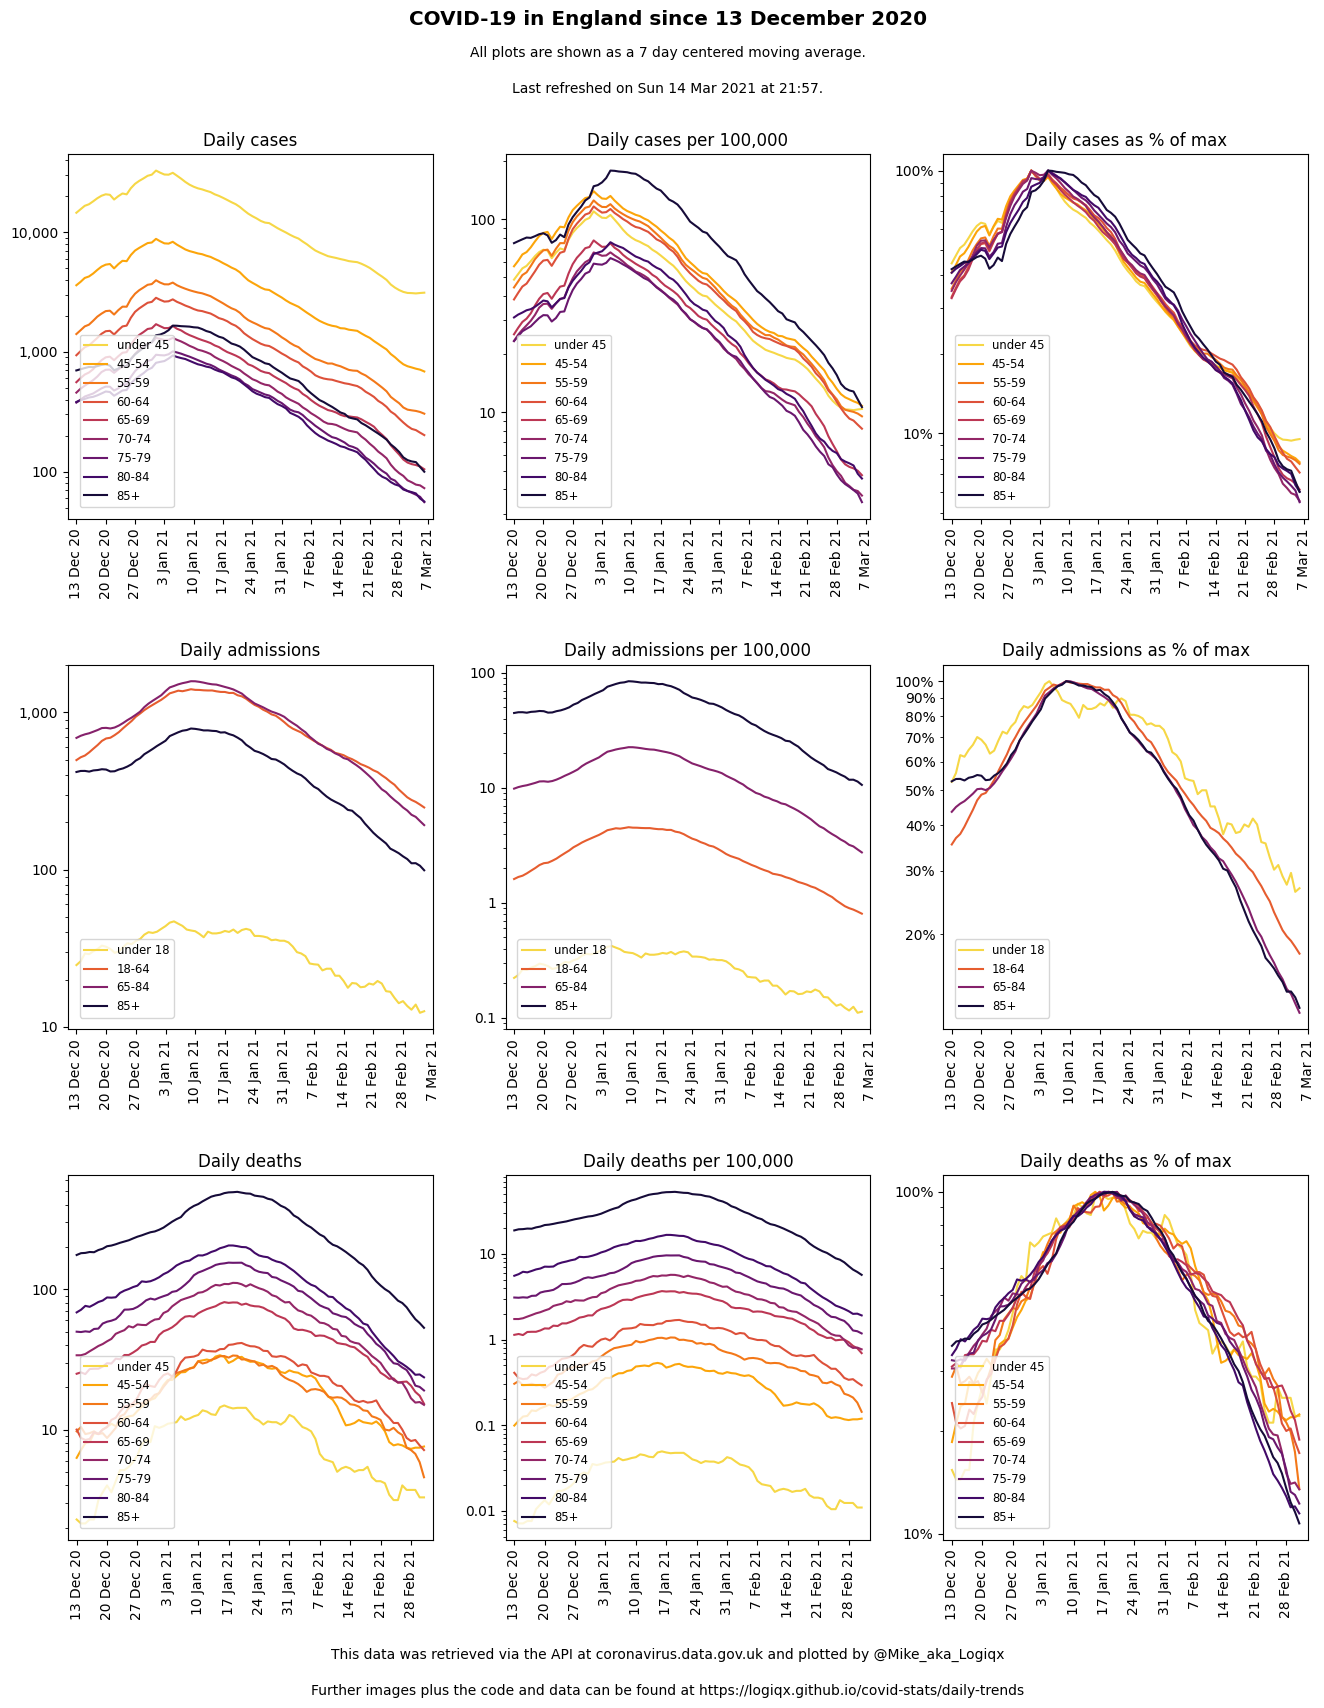 COVID-19 in England since 13 December 2020
All plots are shown as a 7 day centered moving average.
Last refreshed on Sun 14 Mar 2021 at 21:57.
Daily cases
10,000
1,000
100
under 45
45-54
55-59
60-64
65-69
70-74
75-79
80-84
85+
13 Dec 20
20 Dec 20
27 Dec 20
3 Jan 21
10 Jan 21
17 Jan 21
24 Jan 21
31 Jan 21
7 Feb 21
14 Feb 21
21 Feb 21
28 Feb 21
7 Mar 21
Daily cases per 100,000
100
10
under 45
45-54
55-59
60-64
65-69
70-74
75-79
80-84
85+
13 Dec 20
20 Dec 20
27 Dec 20
3 Jan 21
10 Jan 21
17 Jan 21
24 Jan 21
31 Jan 21
7 Feb 21
14 Feb 21
21 Feb 21
28 Feb 21
7 Mar 21
Daily cases as % of max
100%
10%
under 45
45-54
55-59
60-64
65-69
70-74
75-79
80-84
85+
13 Dec 20
20 Dec 20
27 Dec 20
3 Jan 21
10 Jan 21
17 Jan 21
24 Jan 21
31 Jan 21
7 Feb 21
14 Feb 21
21 Feb 21
28 Feb 21
7 Mar 21
Daily admissions
1,000
100
10
under 18
18-64
65-84
85+
13 Dec 20
20 Dec 20
27 Dec 20
3 Jan 21
10 Jan 21
17 Jan 21
24 Jan 21
31 Jan 21
7 Feb 21
14 Feb 21
21 Feb 21
28 Feb 21
7 Mar 21
Daily admissions per 100,000
100
10
1
0.1
under 18
18-64
65-84
85+
13 Dec 20
20 Dec 20
27 Dec 20
3 Jan 21
10 Jan 21
17 Jan 21
24 Jan 21
31 Jan 21
7 Feb 21
14 Feb 21
21 Feb 21
28 Feb 21
7 Mar 21
Daily admissions as % of max
100%
90%
80%
70%
60%
50%
40%
30%
20%
under 18
18-64
65-84
85+
13 Dec 20
20 Dec 20
27 Dec 20
3 Jan 21
10 Jan 21
17 Jan 21
24 Jan 21
31 Jan 21
7 Feb 21
14 Feb 21
21 Feb 21
28 Feb 21
7 Mar 21
Daily deaths
100
10
under 45
45-54
55-59
60-64
65-69
70-74
75-79
80-84
85+
13 Dec 20
20 Dec 20
27 Dec 20
3 Jan 21
10 Jan 21
17 Jan 21
24 Jan 21
31 Jan 21
7 Feb 21
14 Feb 21
21 Feb 21
28 Feb 21
Daily deaths per 100,000
10
1
0.1
0.01
under 45
45-54
55-59
60-64
65-69
70-74
75-79
80-84
85+
13 Dec 20
20 Dec 20
27 Dec 20
3 Jan 21
10 Jan 21
17 Jan 21
24 Jan 21
31 Jan 21
7 Feb 21
14 Feb 21
21 Feb 21
28 Feb 21
Daily deaths as % of max
100%
10%
under 45
45-54
55-59
60-64
65-69
70-74
75-79
80-84
85+
13 Dec 20
20 Dec 20
27 Dec 20
3 Jan 21
10 Jan 21
17 Jan 21
24 Jan 21
31 Jan 21
7 Feb 21
14 Feb 21
21 Feb 21
28 Feb 21
This data was retrieved via the API at coronavirus.data.gov.uk and plotted by @Mike_aka_Logiqx
Further images plus the code and data can be found at https://logiqx.github.io/covid-stats/daily-trends